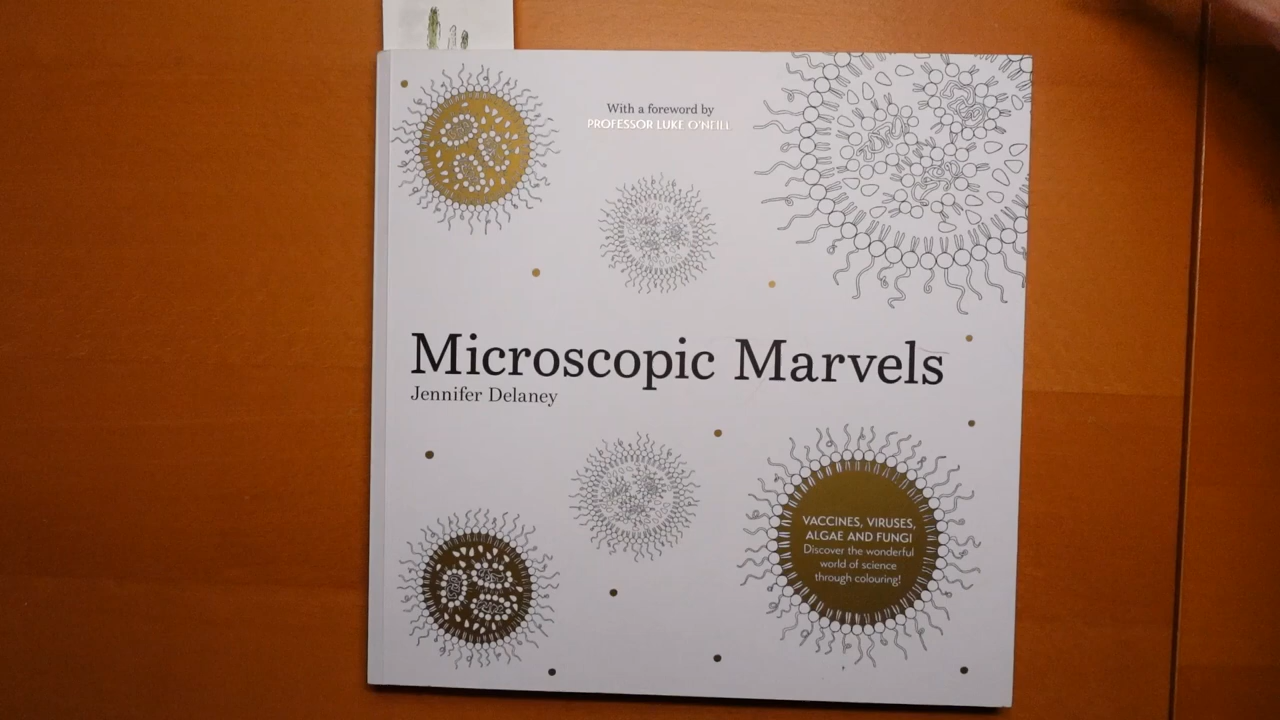 With a foreword by
PROFESSOR LUKE O'NEILL
Microscopic Marvels
Jennifer Delaney
VACCINES, VIRUSES,
ALGAE AND FUNGI
Discover the wonderful
world of science
through colouring!